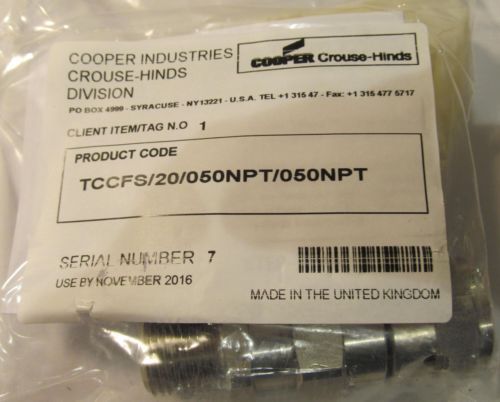 COOPER INDUSTRIES
CROUSE-HINDS
DIVISION
COOPER Crouse-Hinds
PO BOX 4999 - SYRACUSE - NY13221 - U.S.A. TEL +1 315 47 - Fax: +1 315 477 5717
CLIENT ITEM/TAG N.O 1
PRODUCT CODE
TCCFS/20/050NPT/050NPT
SERIAL NUMBER 7
USE BY NOVEMBER 2016
MADE IN THE UNITED KINGDOM